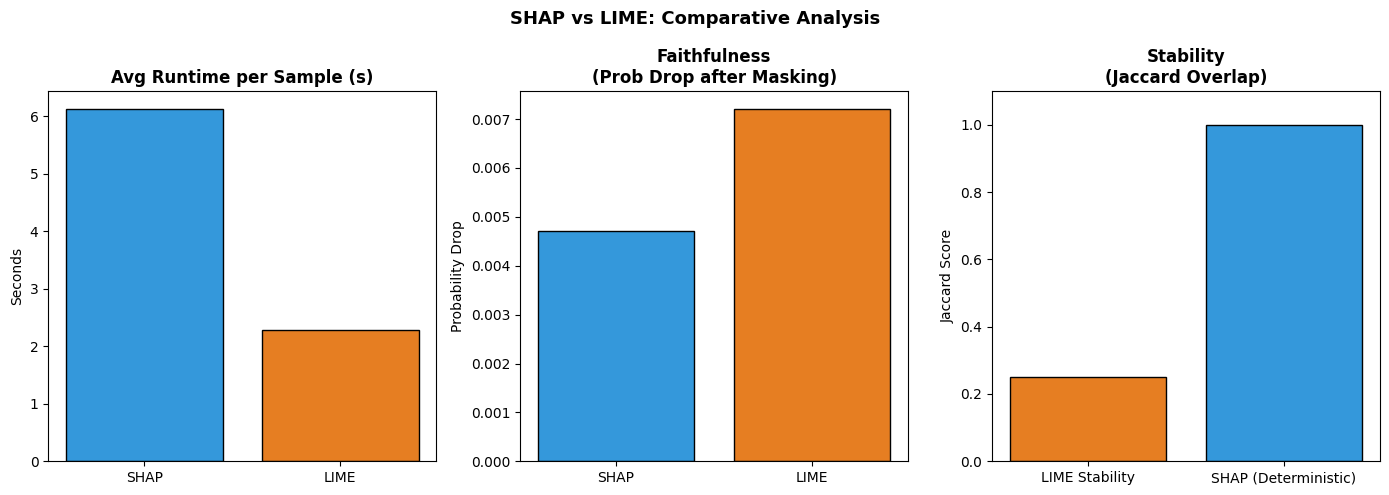 SHAP vs LIME: Comparative Analysis
Avg Runtime per Sample (s)
Seconds
6
5
4
3
2
1
0
SHAP
LIME
Faithfulness
(Prob Drop after Masking)
Probability Drop
0.007
0.006
0.005
0.004
0.003
0.002
0.001
0.000
SHAP
LIME
Stability
(Jaccard Overlap)
Jaccard Score
1.0
0.8
0.6
0.4
0.2
0.0
LIME Stability
SHAP (Deterministic)